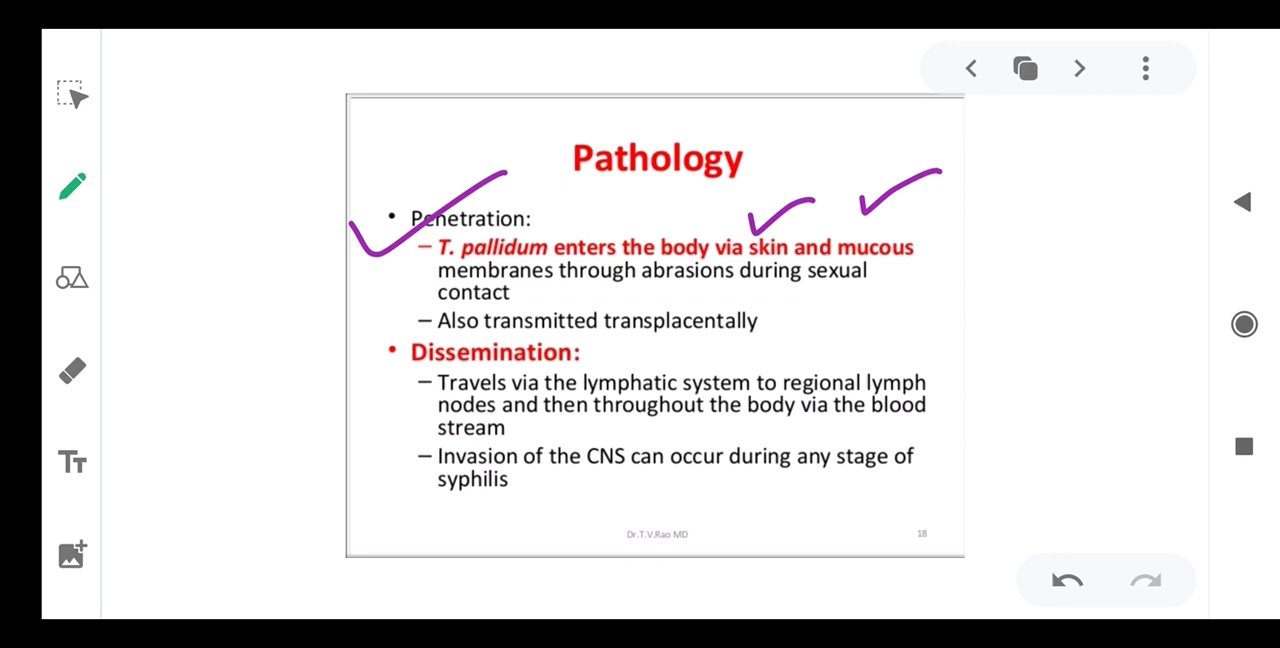 Pathology
• Penetration:
– T. pallidum enters the body via skin and mucous
membranes through abrasions during sexual
contact
– Also transmitted transplacentally
• Dissemination:
– Travels via the lymphatic system to regional lymph
nodes and then throughout the body via the blood
stream
– Invasion of the CNS can occur during any stage of
syphilis
Dr.T.V.Rao MD
18
TT